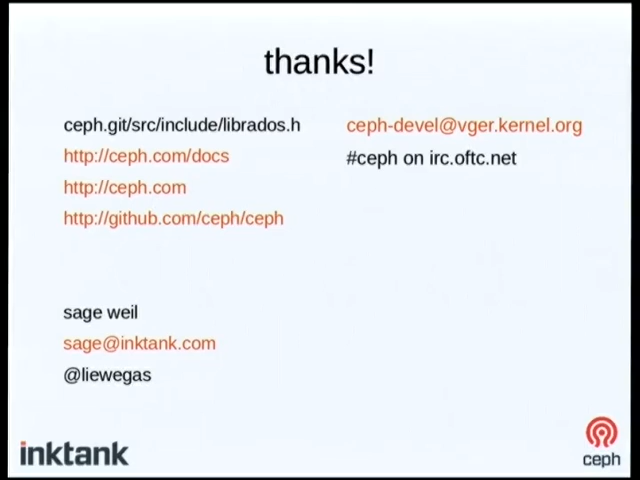 thanks!
ceph.git/src/include/librados.h
http://ceph.com/docs
http://ceph.com
http://github.com/ceph/ceph
ceph-devel@vger.kernel.org
#ceph on irc.oftc.net
sage weil
sage@inktank.com
@liewegas
inktank
ceph